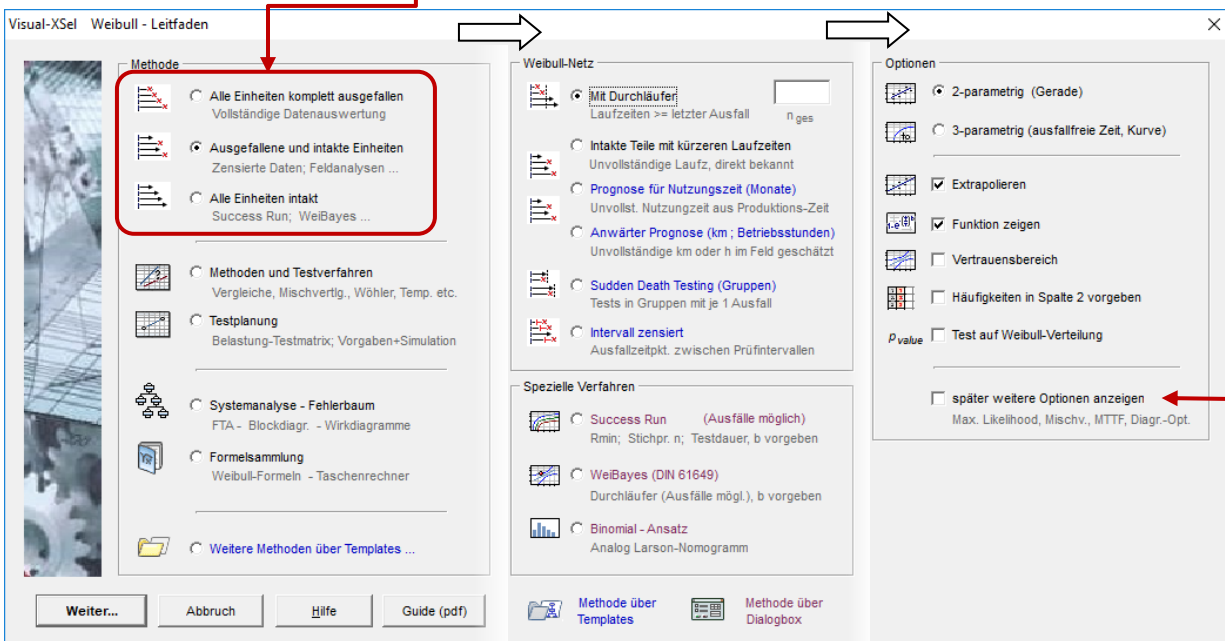 Visual-XSel Weibull - Leitfaden
Methode
Alle Einheiten komplett ausgefallen
Vollständige Datenauswertung
Ausgefallene und intakte Einheiten
Zensierte Daten; Feldanalysen ...
Alle Einheiten intakt
Success Run; WeiBayes ...
Methoden und Testverfahren
Vergleiche, Mischvertlg., Wöhler, Temp. etc.
Testplanung
Belastung-Testmatrix; Vorgaben+Simulation
Systemanalyse - Fehlerbaum
FTA - Blockdiagr. - Wirkdiagramme
Formelsammlung
Weibull-Formeln - Taschenrechner
Weitere Methoden über Templates ...
Weiter...
Abbruch
Hilfe
Guide (pdf)
Weibull-Netz
Mit Durchläufer
Laufzeiten >= letzter Ausfall
n ges
Intakte Teile mit kürzeren Laufzeiten
Unvollständige Laufz, direkt bekannt
Prognose für Nutzungszeit (Monate)
Unvollst. Nutzungzeit aus Produktions-Zeit
Anwärter Prognose (km ; Betriebsstunden)
Unvollständige km oder h im Feld geschätzt
Sudden Death Testing (Gruppen)
Tests in Gruppen mit je 1 Ausfall
Intervall zensiert
Ausfallzeitpkt. zwischen Prüfintervallen
Spezielle Verfahren
Success Run (Ausfälle möglich)
Rmin; Stichpr. n; Testdauer, b vorgeben
WeiBayes (DIN 61649)
Durchläufer (Ausfälle mögl.), b vorgeben
Binomial - Ansatz
Analog Larson-Nomogramm
Methode über
Templates
Methode über
Dialogbox
Optionen
2-parametrig (Gerade)
3-parametrig (ausfallfreie Zeit, Kurve)
to
Extrapolieren
Funktion zeigen
Vertrauensbereich
Häufigkeiten in Spalte 2 vorgeben
p value Test auf Weibull-Verteilung
später weitere Optionen anzeigen
Max. Likelihood, Mischv., MTTF, Diagr.-Opt.